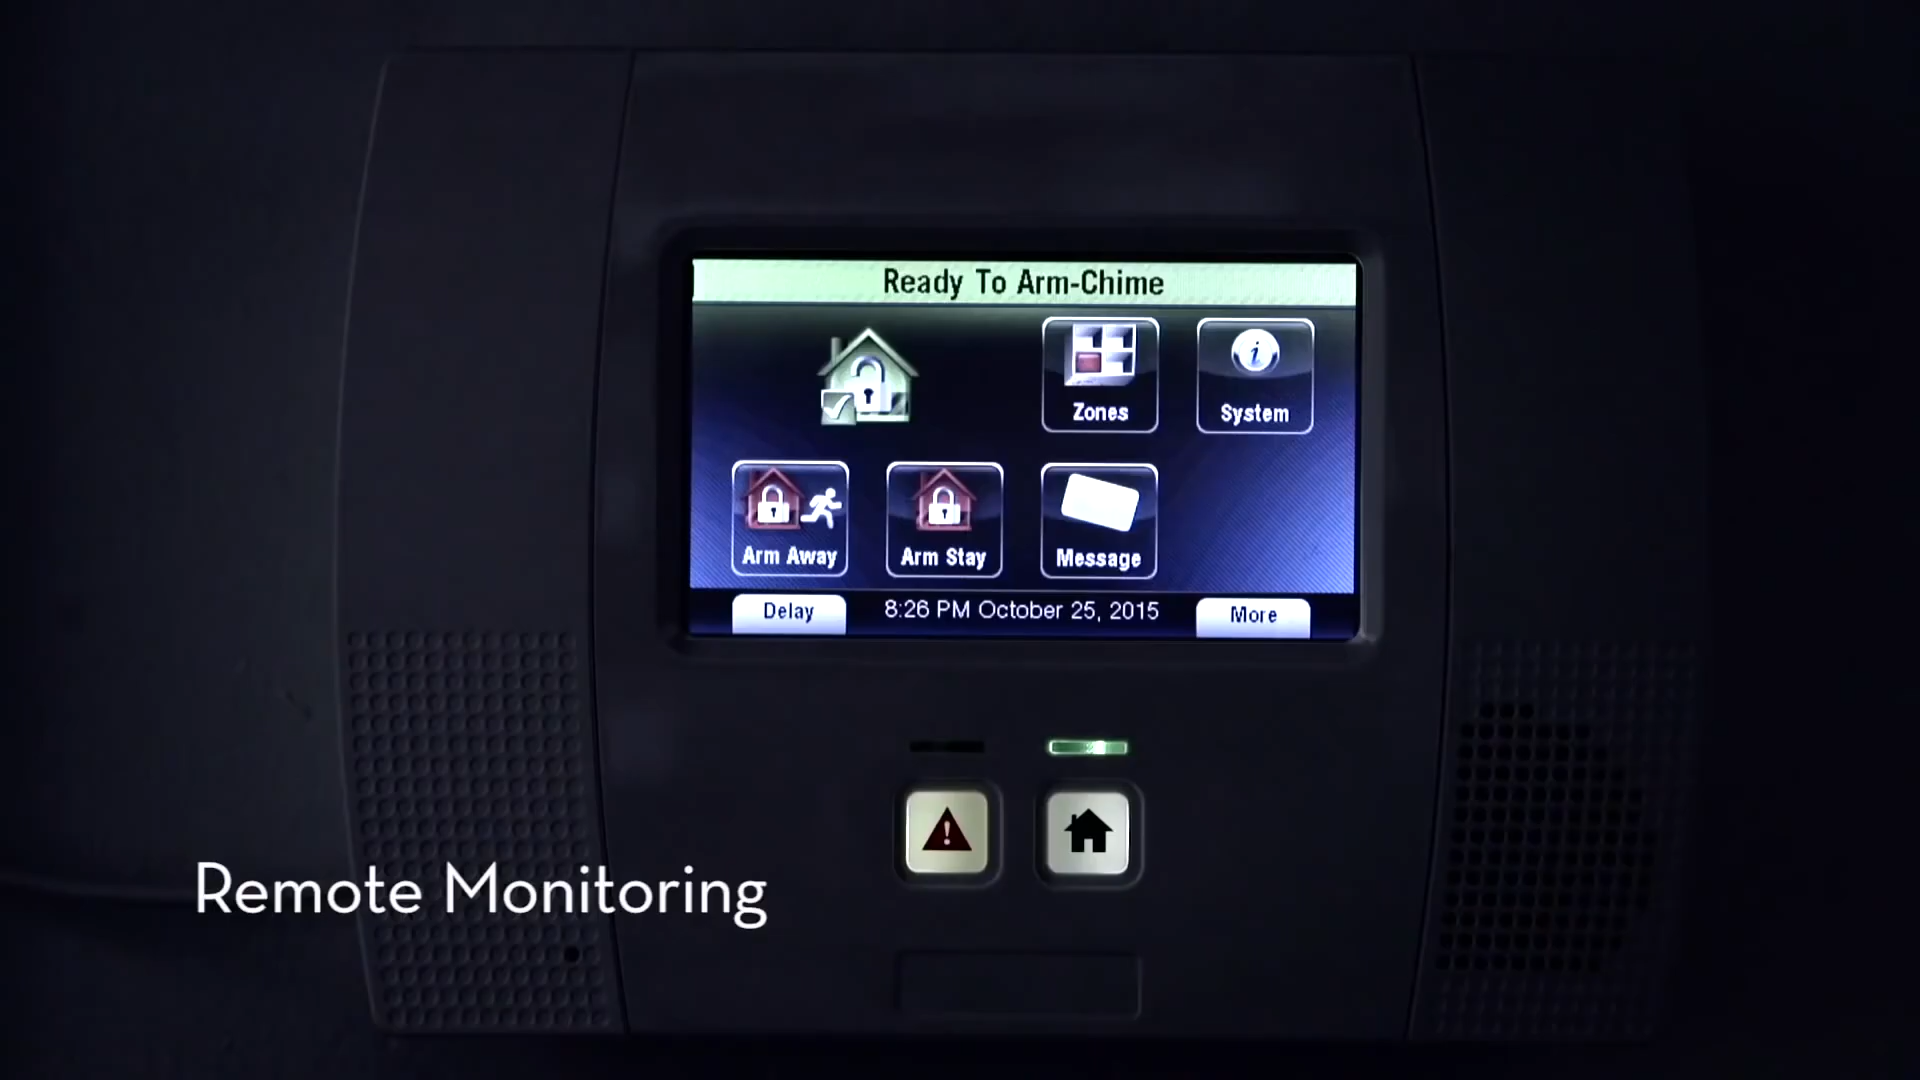 Ready To Arm-Chime
Zones
System
Arm Away
Arm Stay
Message
Delay
8:26 PM October 25, 2015
More
Remote Monitoring